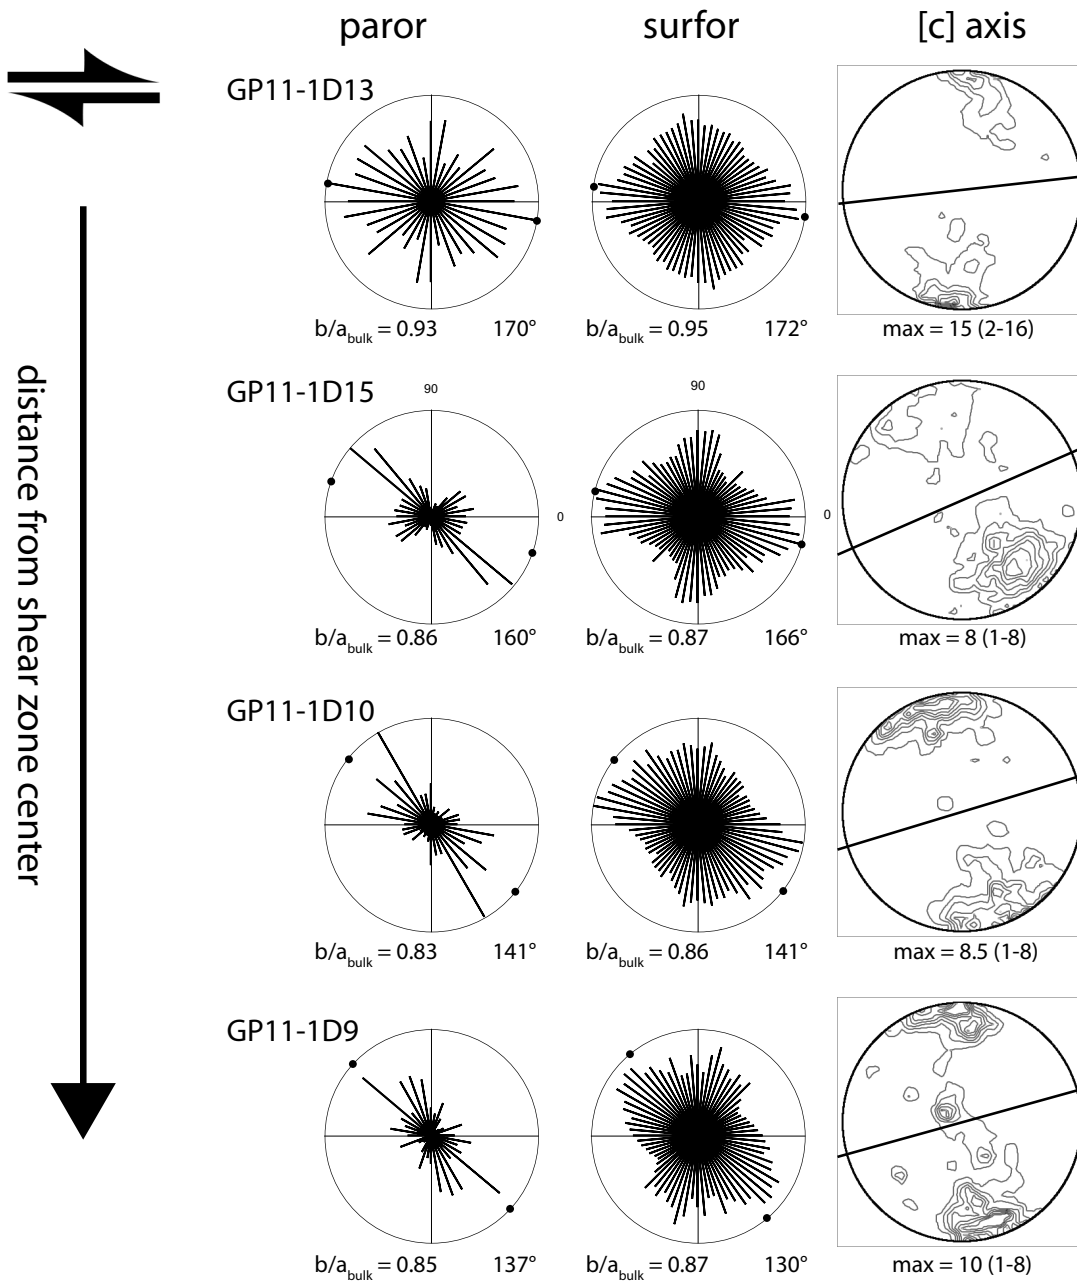 paror surfor [c] axis
GP11-1D13
b/abulk = 0.93 170° b/abulk = 0.95 172° max = 15 (2-16)
distance from shear zone center
GP11-1D15
90 90
0 0
b/abulk = 0.86 160° b/abulk = 0.87 166° max = 8 (1-8)
GP11-1D10
b/abulk = 0.83 141° b/abulk = 0.86 141° max = 8.5 (1-8)
GP11-1D9
b/abulk = 0.85 137° b/abulk = 0.87 130° max = 10 (1-8)